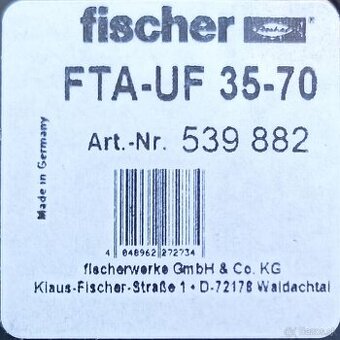 fischer
FTA-UF 35-70
Art.-Nr. 539 882
Made in Germany
4 048962 272734
fischerwerke GmbH & Co. KG
Klaus-Fischer-Straße 1 • D-72178 Waldachtal